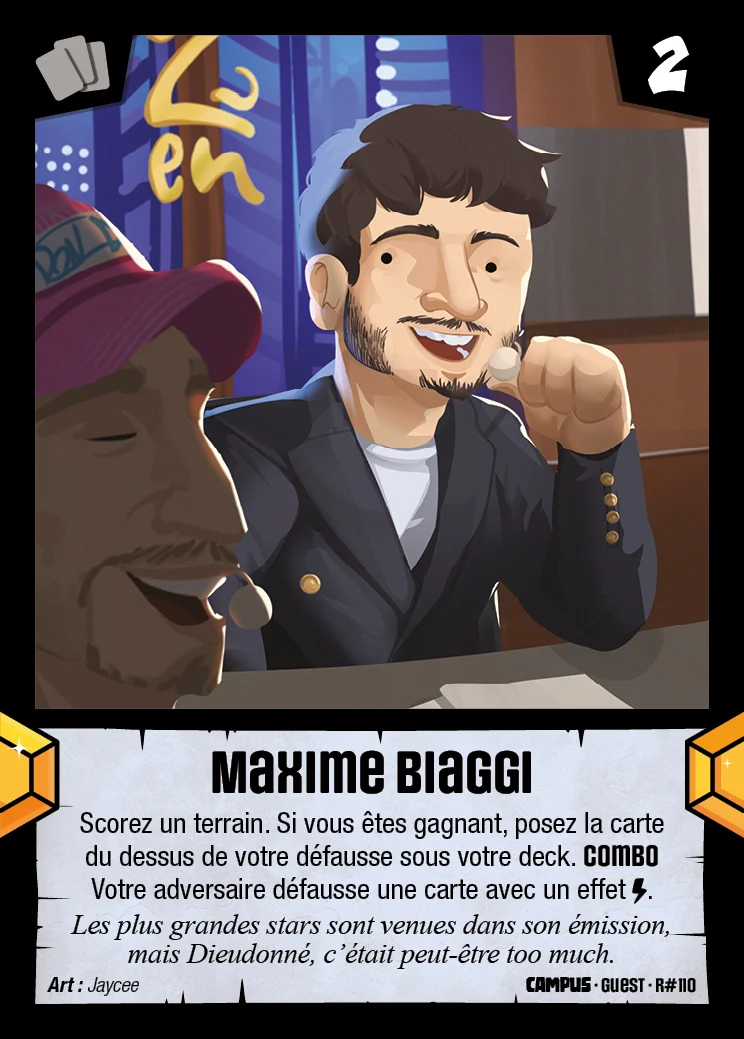 2
Zen
Maxime Biaggi
Scorez un terrain. Si vous êtes gagnant, posez la carte
du dessus de votre défausse sous votre deck. COMBO
Votre adversaire défausse une carte avec un effet ⚡.
Les plus grandes stars sont venues dans son émission,
mais Dieudonné, c’était peut-être too much.
Art : Jaycee
CAMPUS · GUEST · R#110